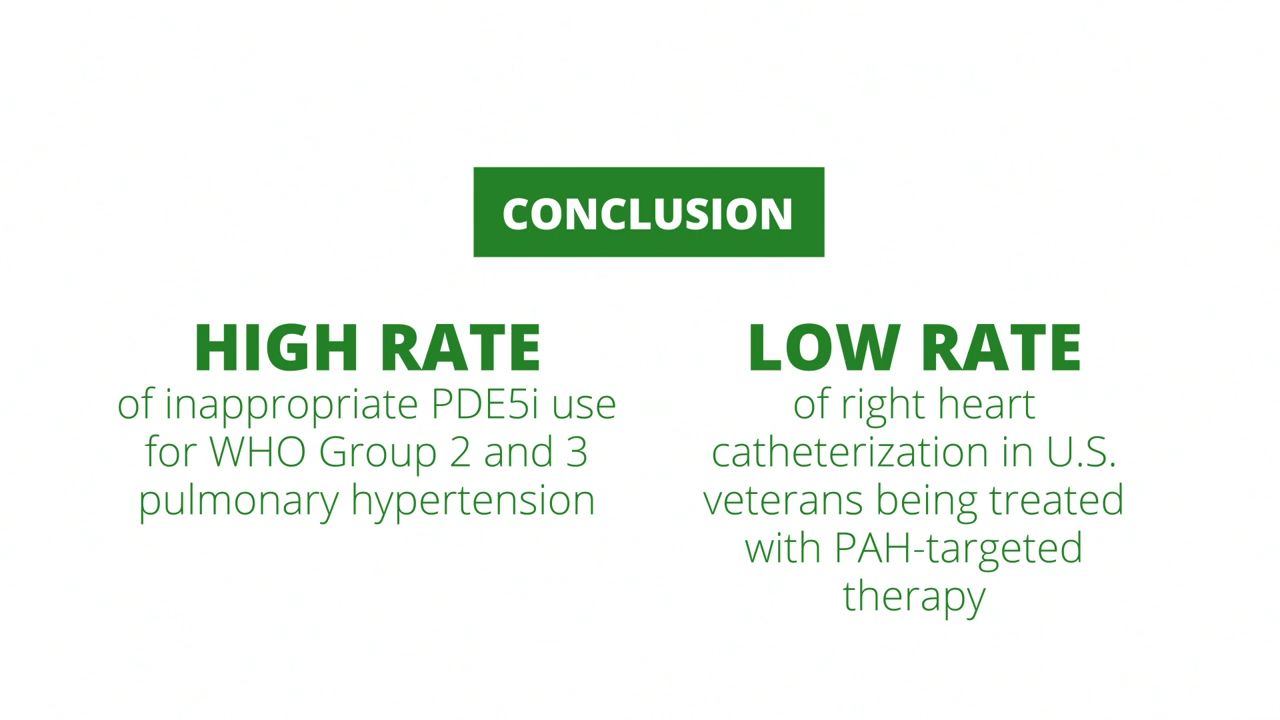 CONCLUSION
HIGH RATE
of inappropriate PDE5i use
for WHO Group 2 and 3
pulmonary hypertension
LOW RATE
of right heart
catheterization in U.S.
veterans being treated
with PAH-targeted
therapy